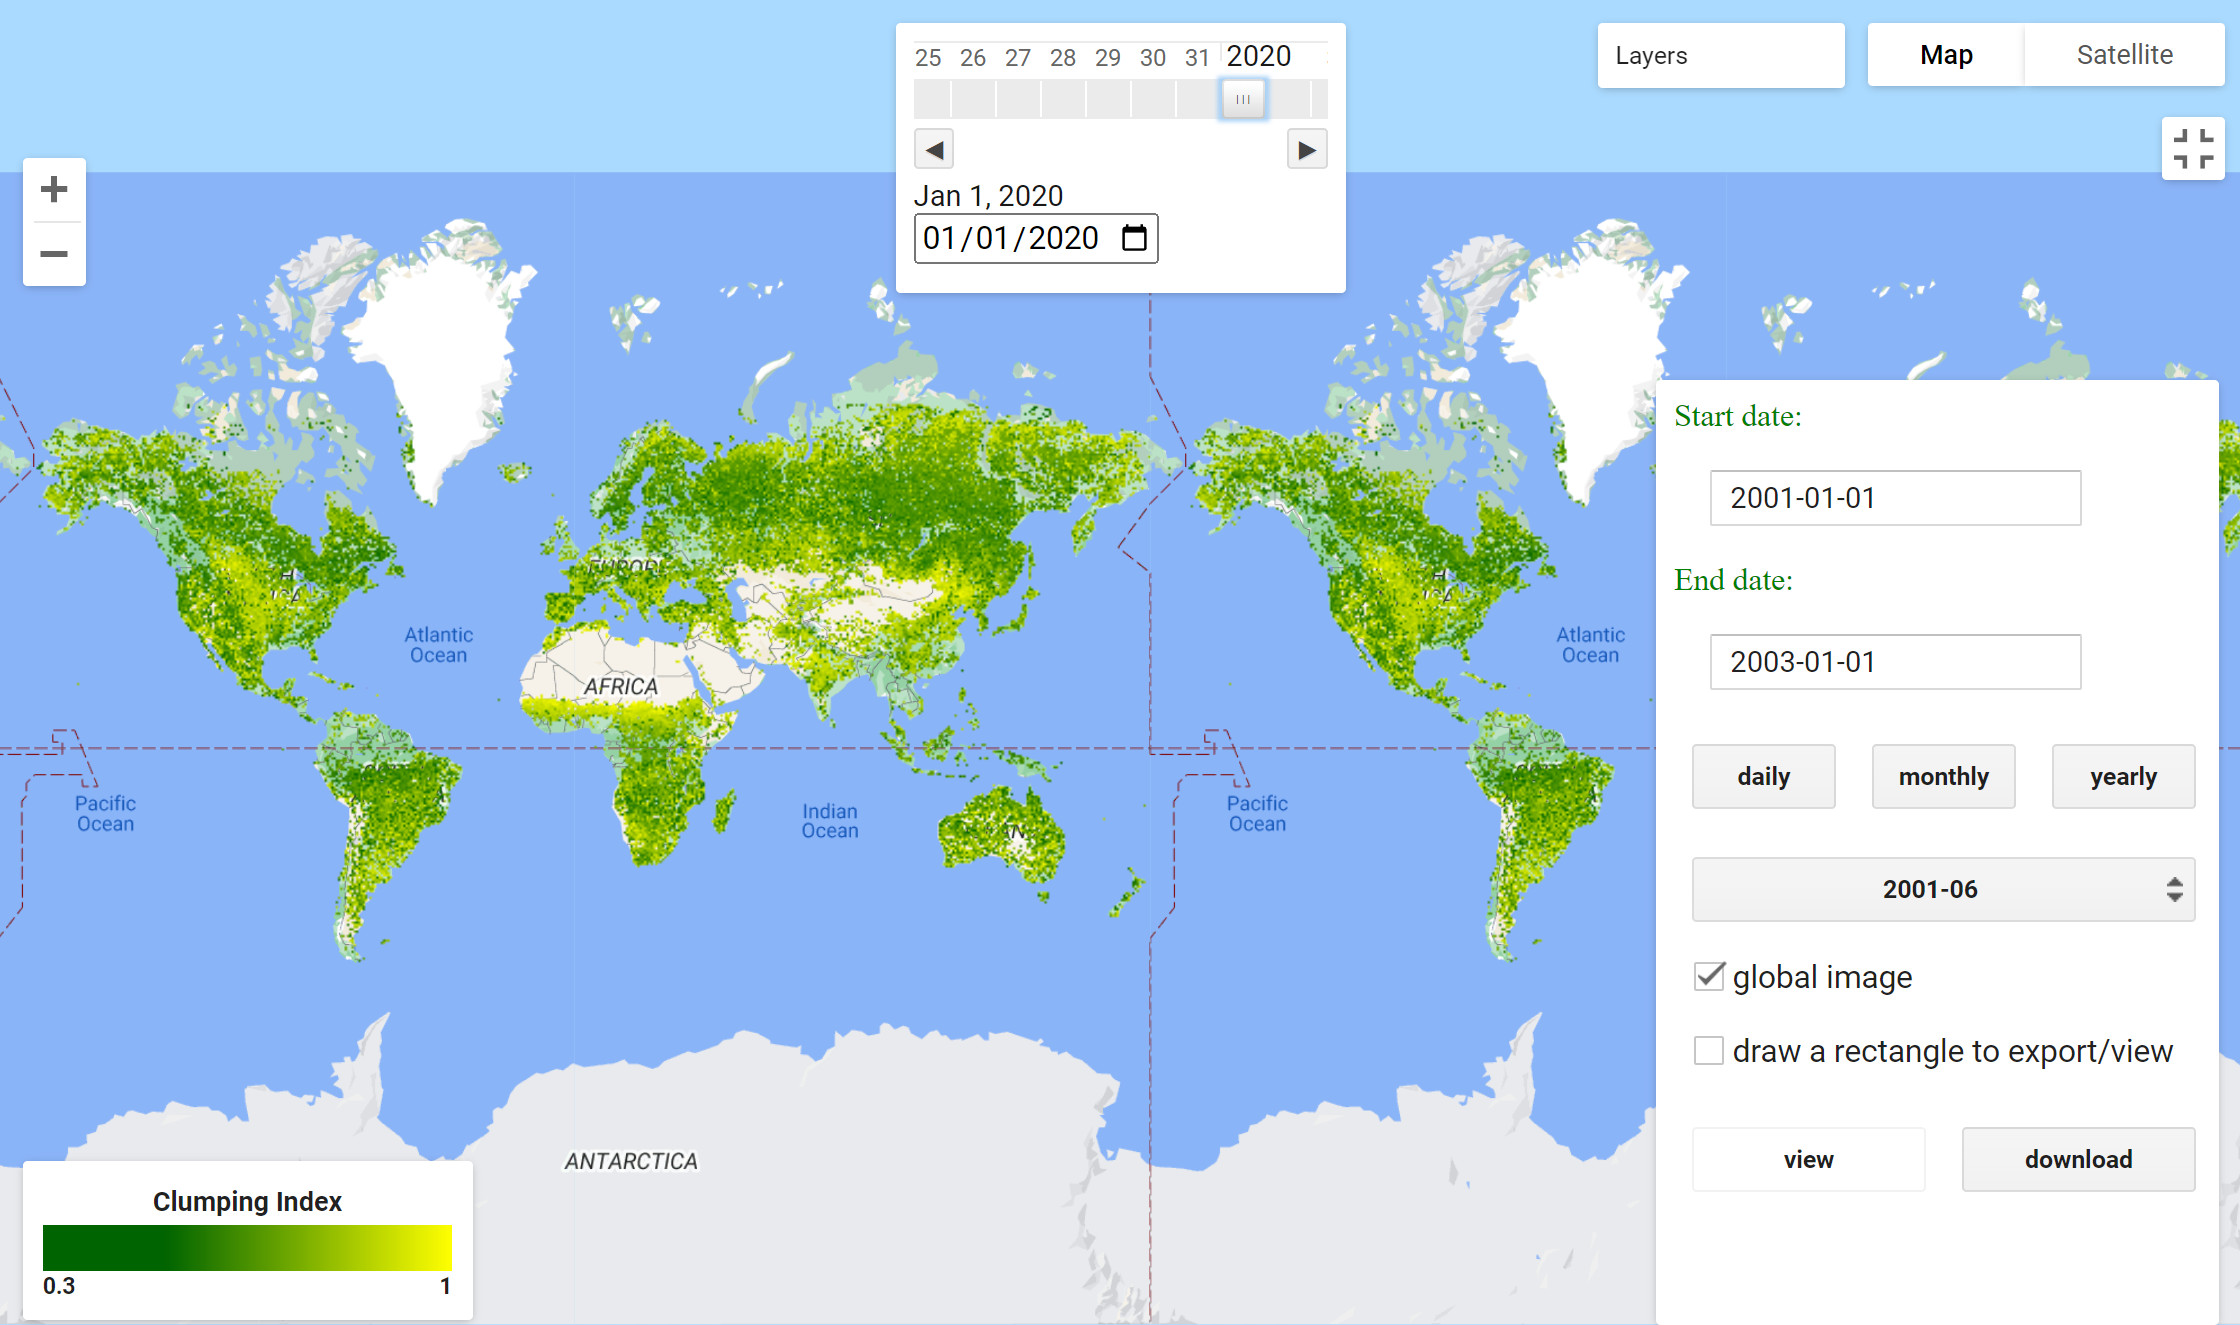 25 26 27 28 29 30 31 2020
Jan 1, 2020
01/01/2020
Layers
Map Satellite
Start date:
2001-01-01
End date:
2003-01-01
daily monthly yearly
2001-06
global image
draw a rectangle to export/view
view download
EUROPE
Atlantic
Ocean
Atlantic
Ocean
AFRICA
Pacific
Ocean
Indian
Ocean
Pacific
Ocean
ANTARCTICA
Clumping Index
0.3 1